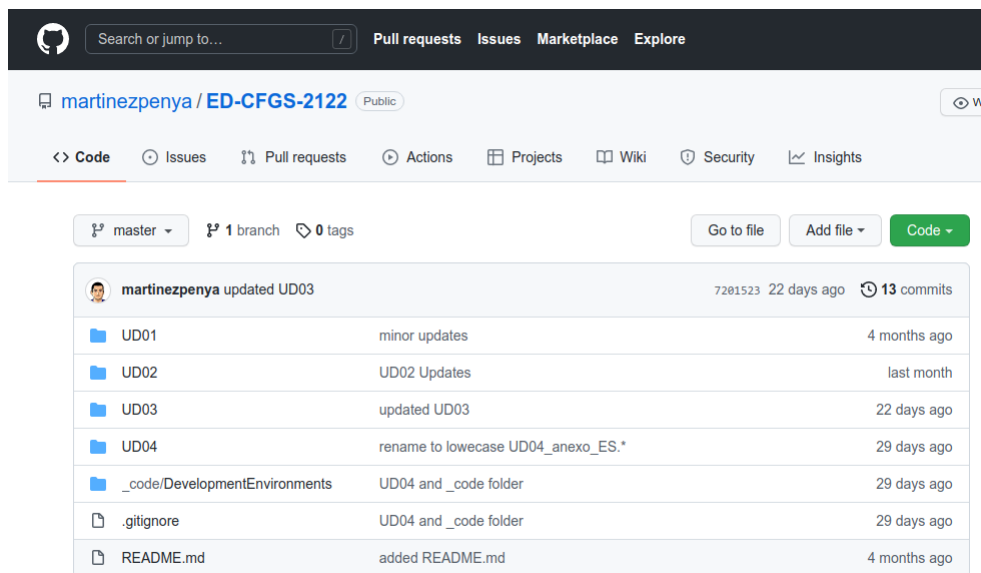 Search or jump to… / Pull requests Issues Marketplace Explore
martinezpenya / ED-CFGS-2122 Public
<> Code Issues Pull requests Actions Projects Wiki Security Insights
master 1 branch 0 tags Go to file Add file Code
martinezpenya updated UD03 7201523 22 days ago 13 commits
UD01 minor updates 4 months ago
UD02 UD02 Updates last month
UD03 updated UD03 22 days ago
UD04 rename to lowecase UD04_anexo_ES.* 29 days ago
_code/DevelopmentEnvironments UD04 and _code folder 29 days ago
.gitignore UD04 and _code folder 29 days ago
README.md added README.md 4 months ago